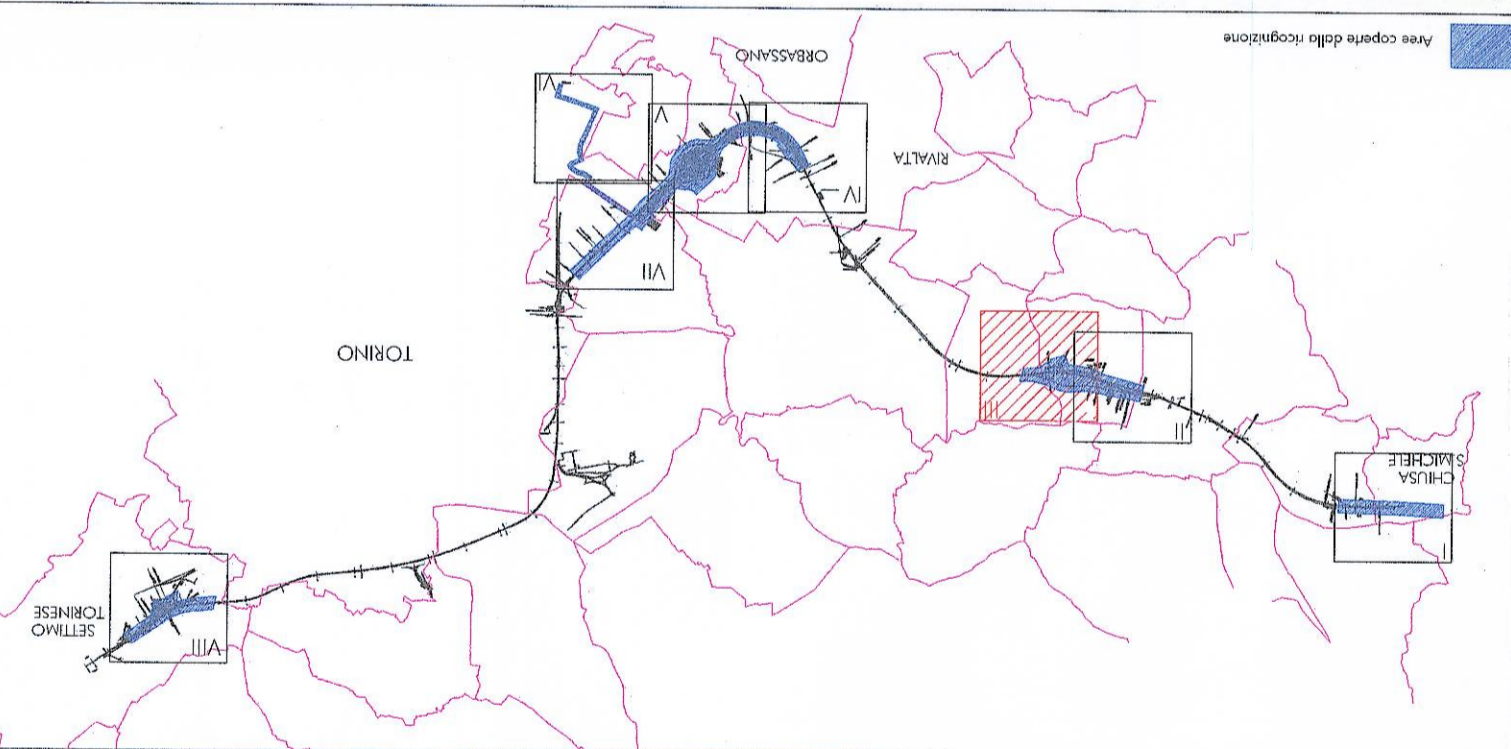 VIII
SETTIMO
TORINESE
I
CHIUSA
S.MICHELE
II
III
TORINO
VII
IV
RIVALTA
V
VI
ORBASSANO
Aree coperte dalla ricognizione